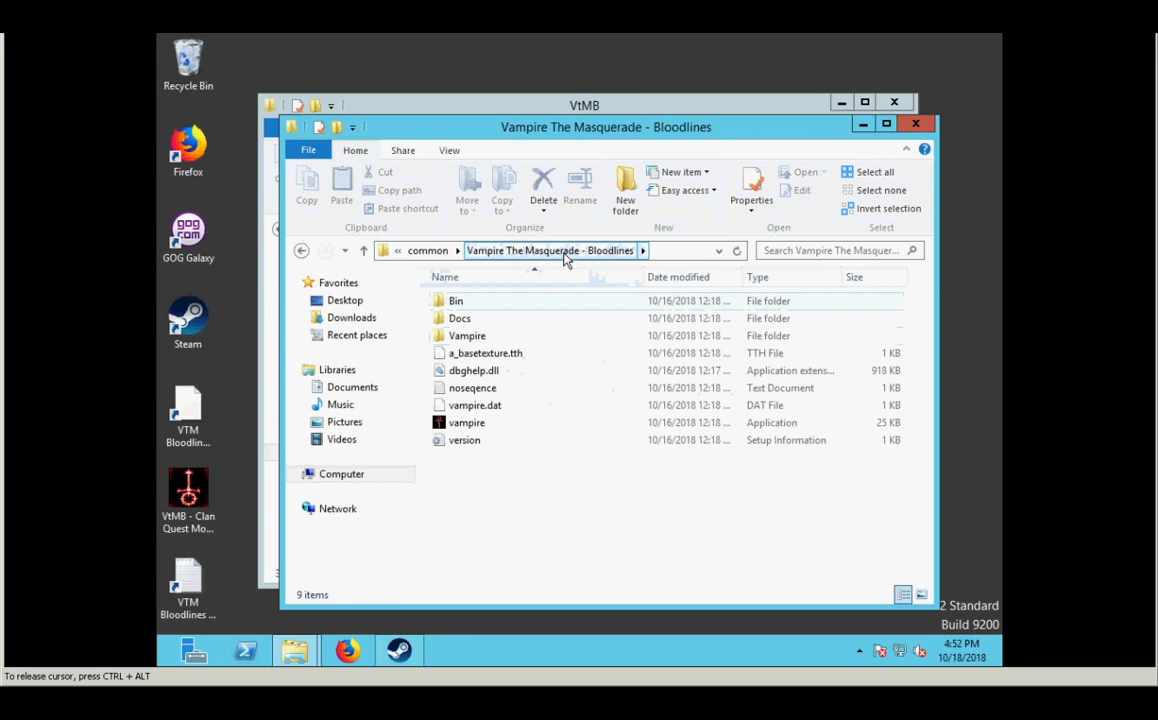 Recycle Bin
Firefox
GOG Galaxy
gog
com
Steam
VTM
Bloodlin...
VtMB - Clan
Quest Mo...
VTM
Bloodlines ...
VtMB
Vampire The Masquerade - Bloodlines
File
Home
Share
View
Copy
Paste
Cut
Copy path
Paste shortcut
Clipboard
Move
to
Copy
to
Delete
Rename
Organize
New
folder
New item
Easy access
New
Properties
Open
Edit
Open
Select all
Select none
Invert selection
Select
« common
Vampire The Masquerade - Bloodlines
Search Vampire The Masquer...
Favorites
Desktop
Downloads
Recent places
Libraries
Documents
Music
Pictures
Videos
Computer
Network
Name Date modified Type Size
Bin 10/16/2018 12:18 ... File folder
Docs 10/16/2018 12:18 ... File folder
Vampire 10/16/2018 12:18 ... File folder
a_basetexture.tth 10/16/2018 12:18 ... TTH File 1 KB
dbghelp.dll 10/16/2018 12:17 ... Application extens... 918 KB
noseqence 10/16/2018 12:18 ... Text Document 1 KB
vampire.dat 10/16/2018 12:18 ... DAT File 1 KB
vampire 10/16/2018 12:18 ... Application 25 KB
version 10/16/2018 12:18 ... Setup Information 1 KB
9 items
2 Standard
Build 9200
4:52 PM
10/18/2018
To release cursor, press CTRL + ALT